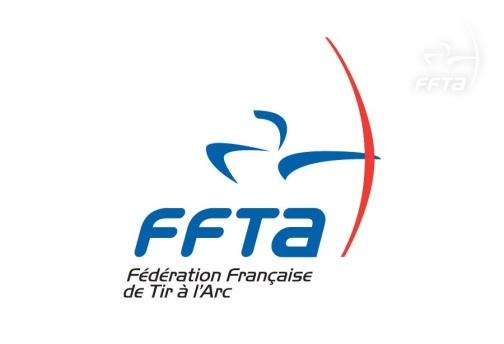 FFTA
FFTa
Fédération Française
de Tir à l'Arc